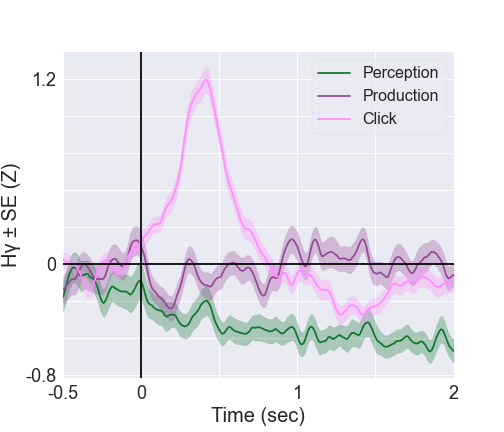 Perception
Production
Click
Hγ ± SE (Z)
1.2
0
-0.8
-0.5
0
1
2
Time (sec)